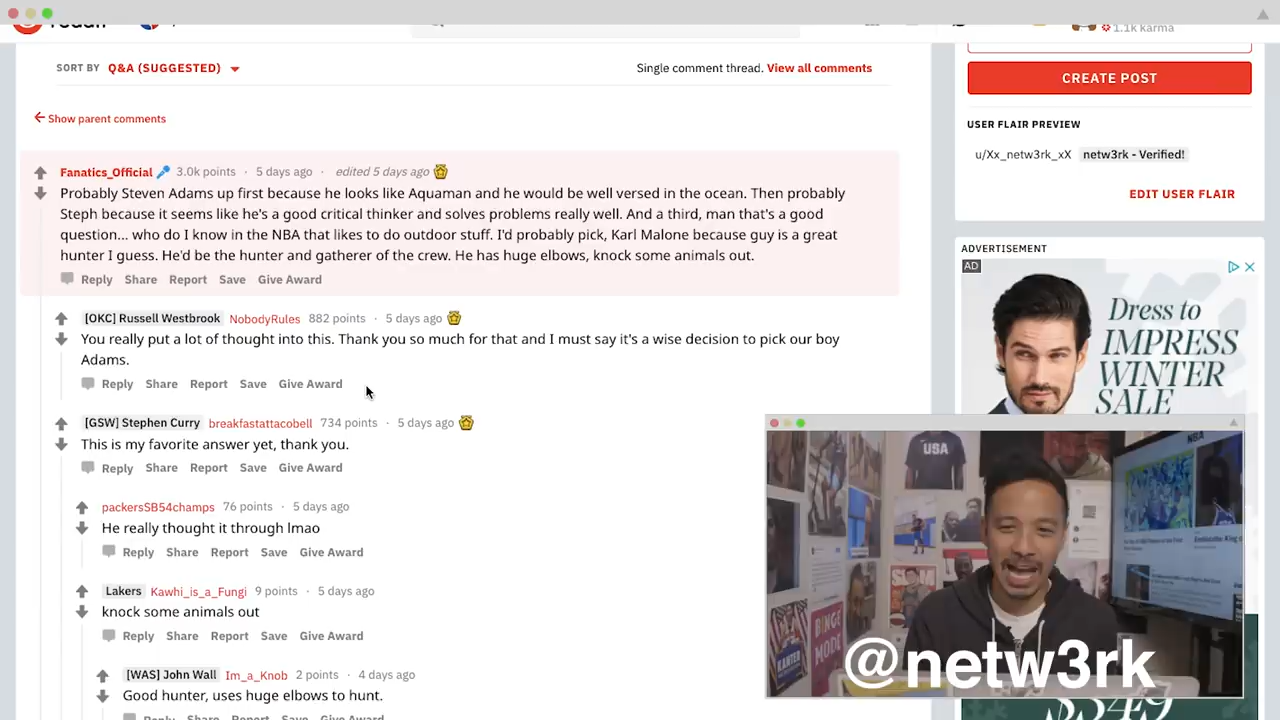 1.1k karma
SORT BY Q&A (SUGGESTED)
Single comment thread. View all comments
CREATE POST
Show parent comments
USER FLAIR PREVIEW
u/Xx_netw3rk_xX netw3rk - Verified!
EDIT USER FLAIR
Fanatics_Official 3.0k points · 5 days ago · edited 5 days ago
Probably Steven Adams up first because he looks like Aquaman and he would be well versed in the ocean. Then probably
Steph because it seems like he's a good critical thinker and solves problems really well. And a third, man that's a good
question... who do I know in the NBA that likes to do outdoor stuff. I'd probably pick, Karl Malone because guy is a great
hunter I guess. He'd be the hunter and gatherer of the crew. He has huge elbows, knock some animals out.
Reply Share Report Save Give Award
[OKC] Russell Westbrook NobodyRules 882 points · 5 days ago
You really put a lot of thought into this. Thank you so much for that and I must say it's a wise decision to pick our boy
Adams.
Reply Share Report Save Give Award
[GSW] Stephen Curry breakfastattacobell 734 points · 5 days ago
This is my favorite answer yet, thank you.
Reply Share Report Save Give Award
packersSB54champs 76 points · 5 days ago
He really thought it through lmao
Reply Share Report Save Give Award
Lakers Kawhi_is_a_Fungi 9 points · 5 days ago
knock some animals out
Reply Share Report Save Give Award
[WAS] John Wall Im_a_Knob 2 points · 4 days ago
Good hunter, uses huge elbows to hunt.
Reply Share Report Save Give Award
ADVERTISEMENT
AD
Dress to
IMPRESS
WINTER
SALE
USA
NBA
BINGE
MODE
KANTER
@netw3rk
$349